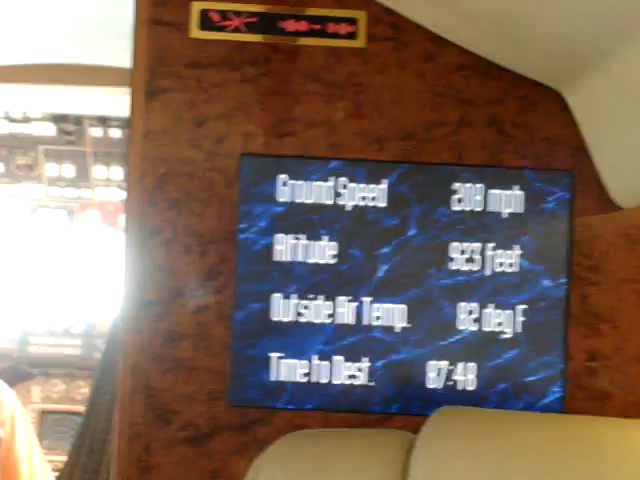 Ground Speed 208 mph
Altitude 923 feet
Outside Air Temp. 82 deg F
Time to Dest. 07:48